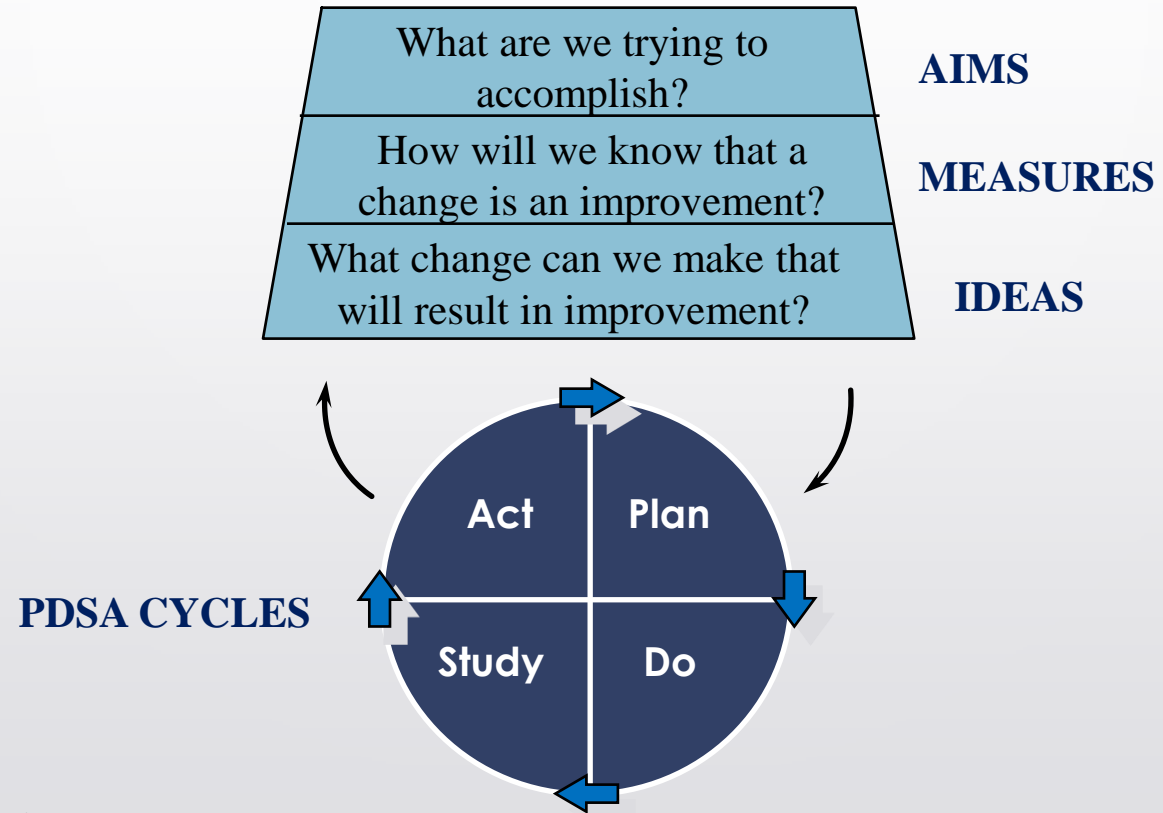 What are we trying to
accomplish?
AIMS
How will we know that a
change is an improvement?
MEASURES
What change can we make that
will result in improvement?
IDEAS
Act
Plan
PDSA CYCLES
Study
Do